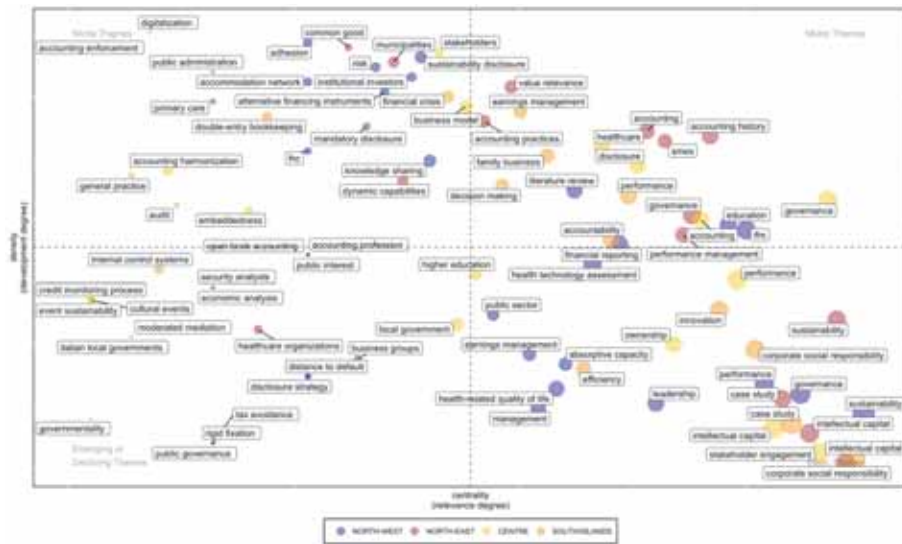 digitalization
common good
Niche Themes
Motor Themes
accounting enforcement
municipalities
stakeholders
adhesion
public administration
risk
sustainability disclosure
accommodation network
institutional investors
value relevance
alternative financing instruments
financial crisis
earnings management
primary care
double-entry bookkeeping
business model
accounting
mandatory disclosure
accounting practices
healthcare
accounting history
crisis
ifrs
disclosure
accounting harmonization
family business
knowledge sharing
literature review
general practice
dynamic capabilities
decision making
performance
audit
embeddedness
governance
education
governance
accountability
accounting
ifrs
open book accounting
accounting profession
financial reporting
performance management
internal control systems
public interest
higher education
health technology assessment
security analysts
performance
credit monitoring process
economic analysis
event sustainability
cultural events
public sector
innovation
moderated mediation
local government
sustainability
italian local governments
healthcare organizations
business groups
earnings management
ownership
distance to default
absorptive capacity
corporate social responsibility
disclosure strategy
efficiency
performance
governance
health-related quality of life
leadership
case study
tax avoidance
management
case study
sustainability
governmentality
rigid fixation
intellectual capital
intellectual capital
Emerging or
Declining Themes
public governance
stakeholder engagement
intellectual capital
corporate social responsibility
density
(development degree)
centrality
(relevance degree)
NORTH-WEST
NORTH-EAST
CENTRE
SOUTH/ISLANDS